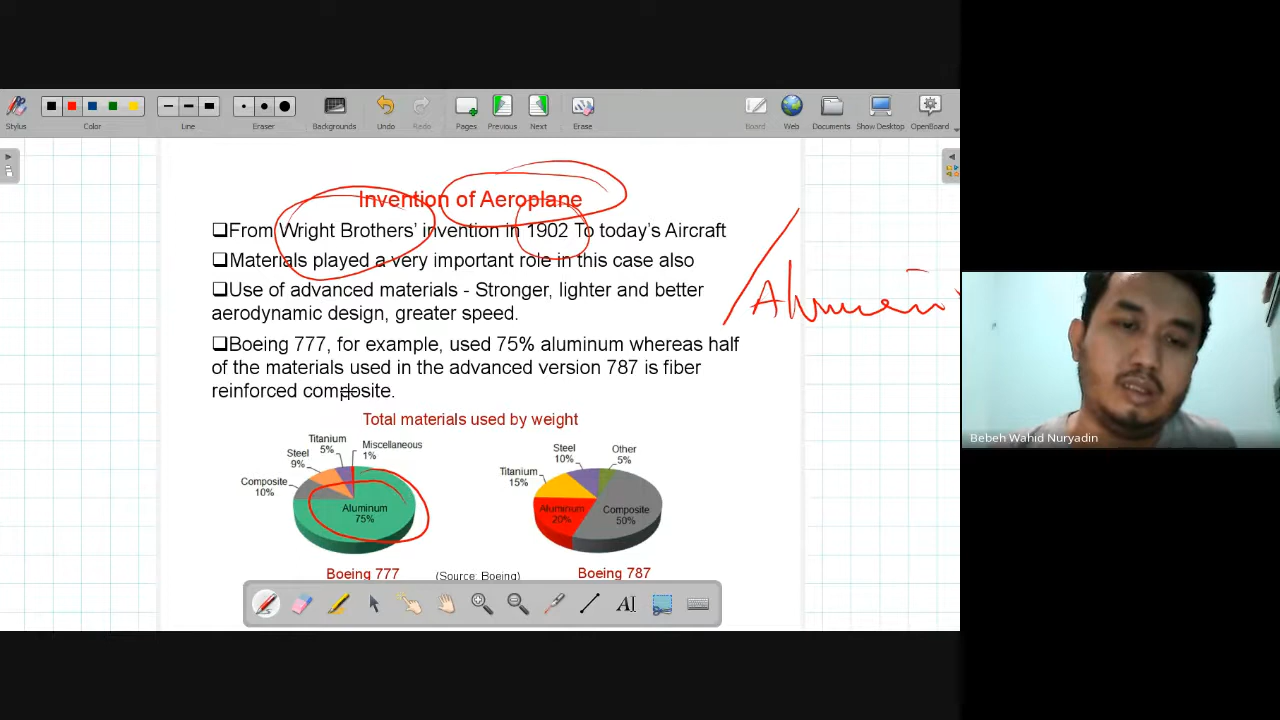 Stylus Color Line Eraser Backgrounds Undo Redo Pages Previous Next Erase Board Web Documents Show Desktop OpenBoard
Invention of Aeroplane
❑From Wright Brothers' invention in 1902 To today's Aircraft
❑Materials played a very important role in this case also
❑Use of advanced materials - Stronger, lighter and better
aerodynamic design, greater speed.
❑Boeing 777, for example, used 75% aluminum whereas half
of the materials used in the advanced version 787 is fiber
reinforced composite.
Total materials used by weight
Titanium
5%
Miscellaneous
1%
Steel
9%
Composite
10%
Aluminum
75%
Boeing 777
(Source: Boeing)
Steel
10%
Other
5%
Titanium
15%
Aluminum
20%
Composite
50%
Boeing 787
AI
Bebeh Wahid Nuryadin